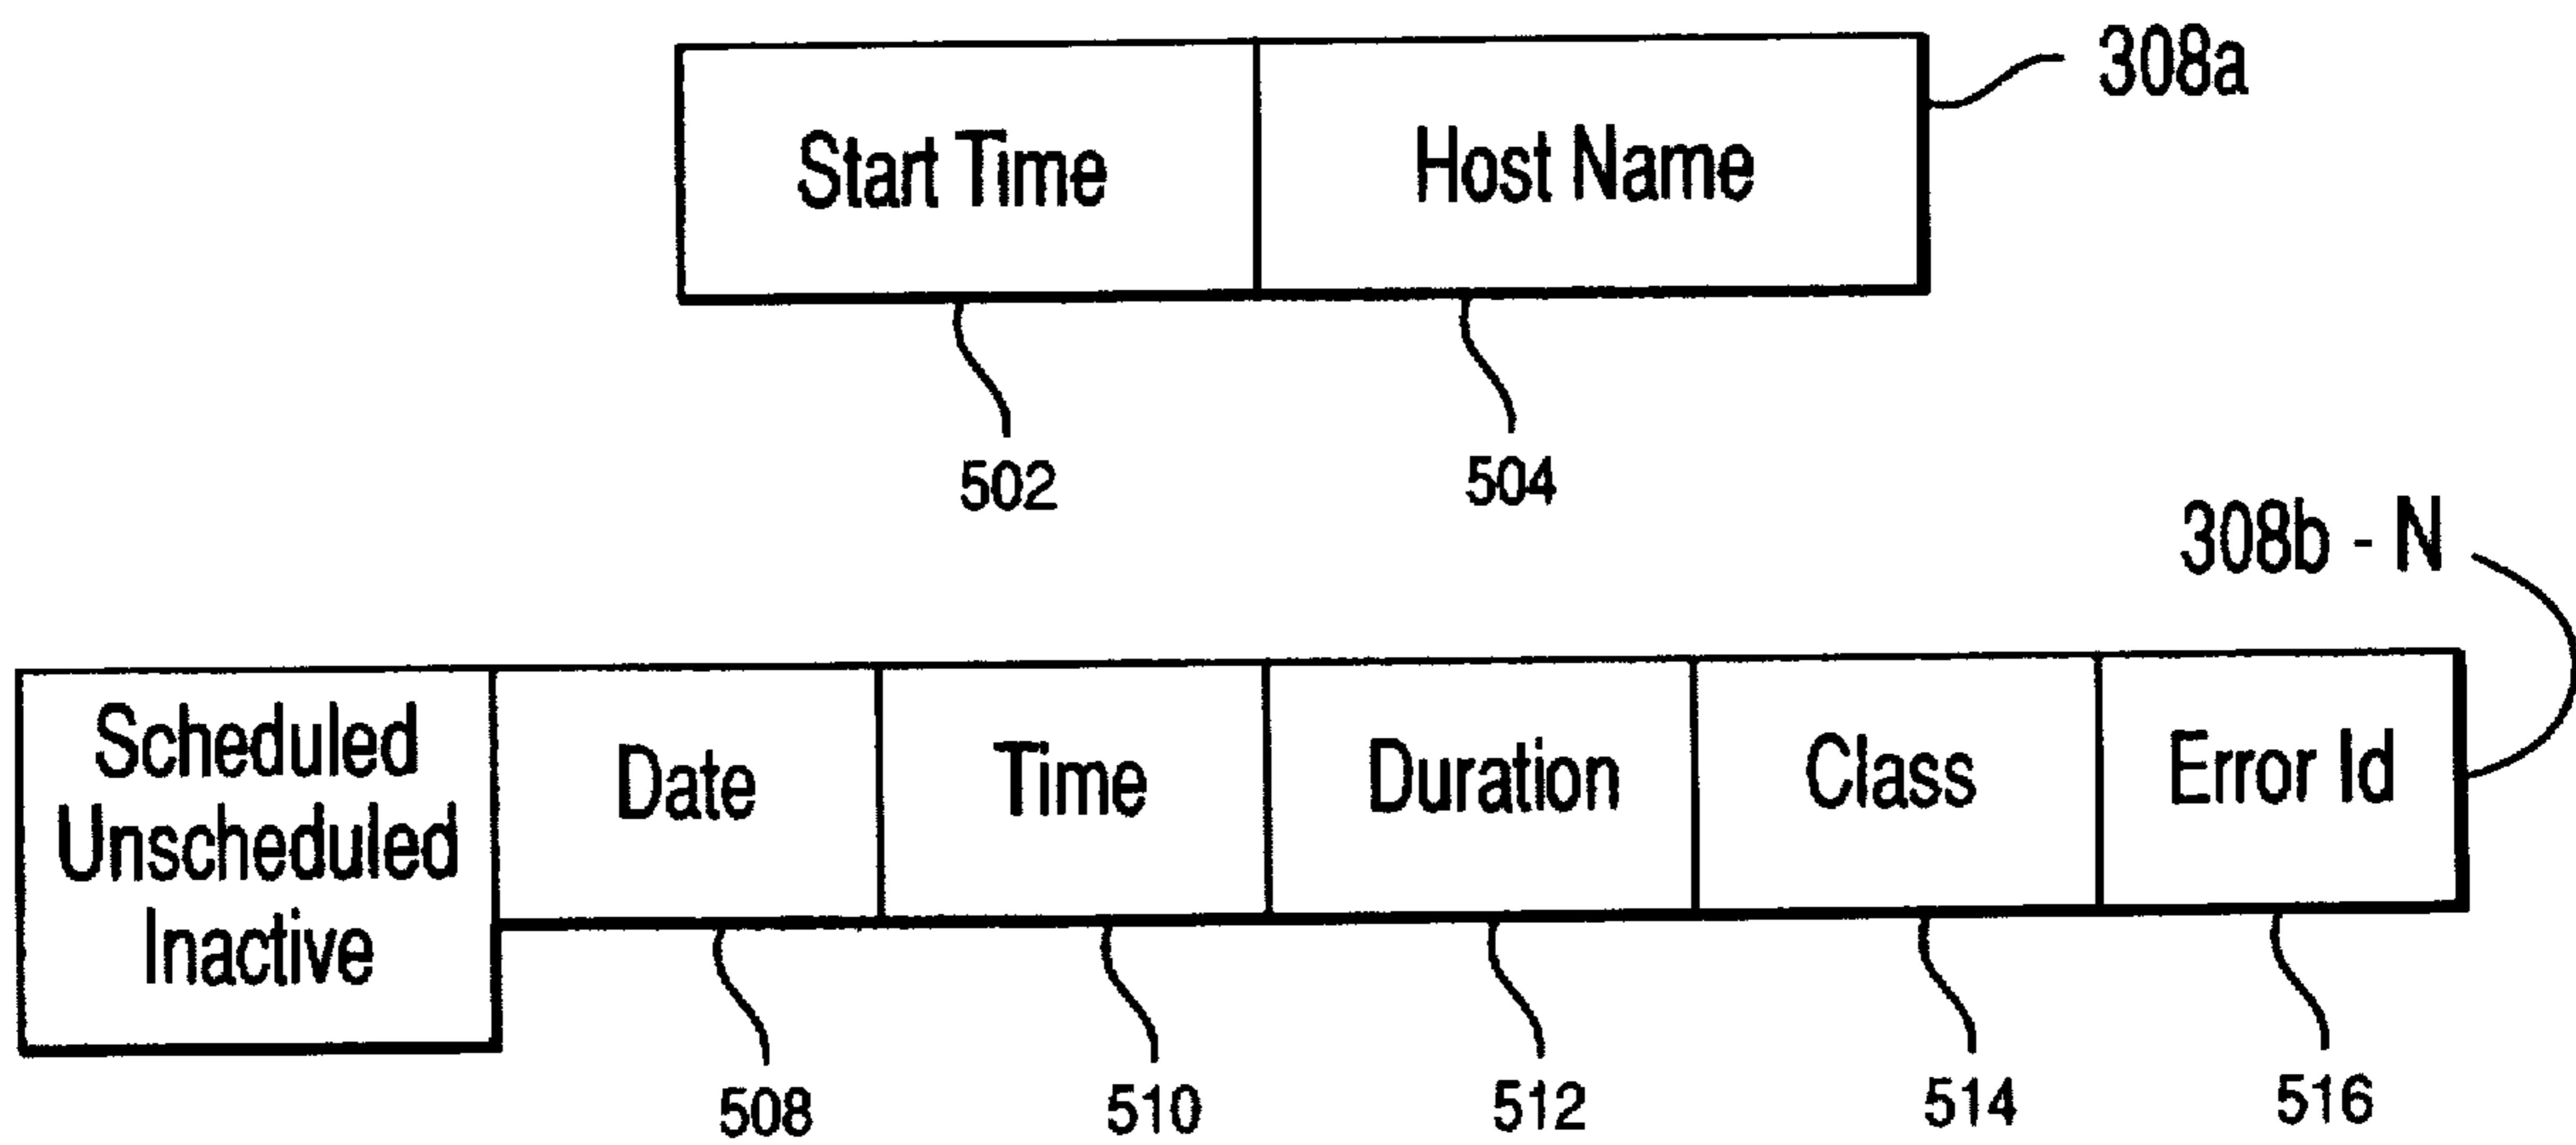 308a
Start Time Host Name
502 504
308b - N
Scheduled
Unscheduled
Inactive
Date Time Duration Class Error Id
508 510 512 514 516